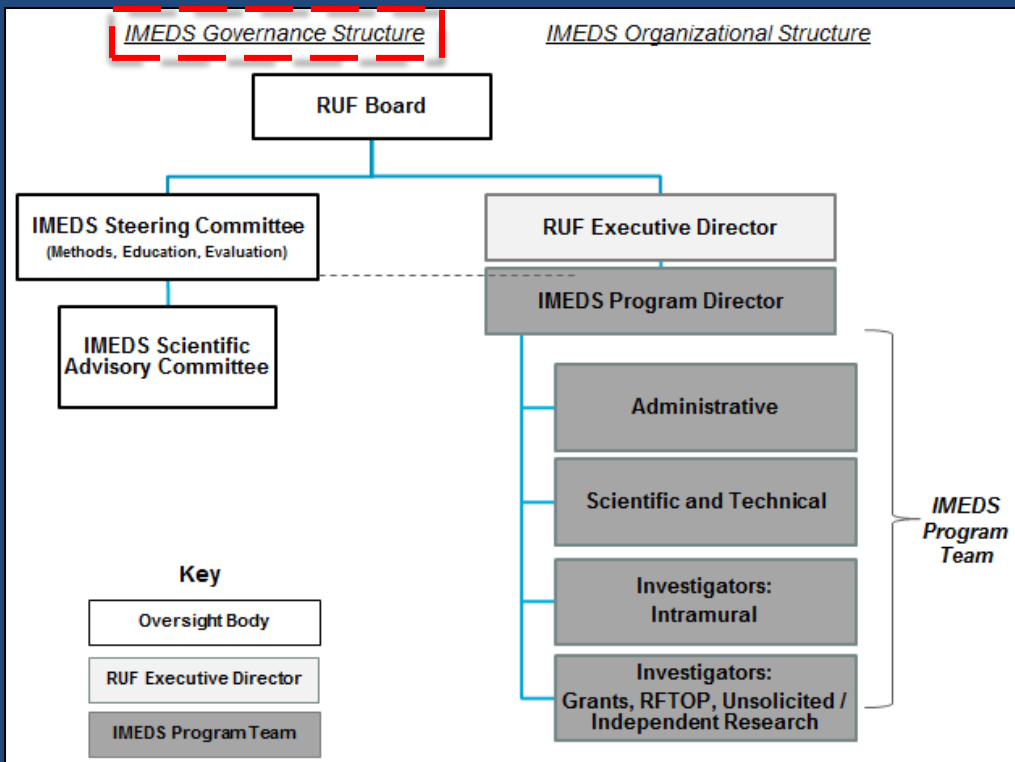 IMEDS Governance Structure
IMEDS Organizational Structure
RUF Board
IMEDS Steering Committee
(Methods, Education, Evaluation)
RUF Executive Director
IMEDS Program Director
IMEDS Scientific
Advisory Committee
Administrative
Scientific and Technical
Investigators:
Intramural
Investigators:
Grants, RFTOP, Unsolicited /
Independent Research
IMEDS
Program
Team
Key
Oversight Body
RUF Executive Director
IMEDS Program Team